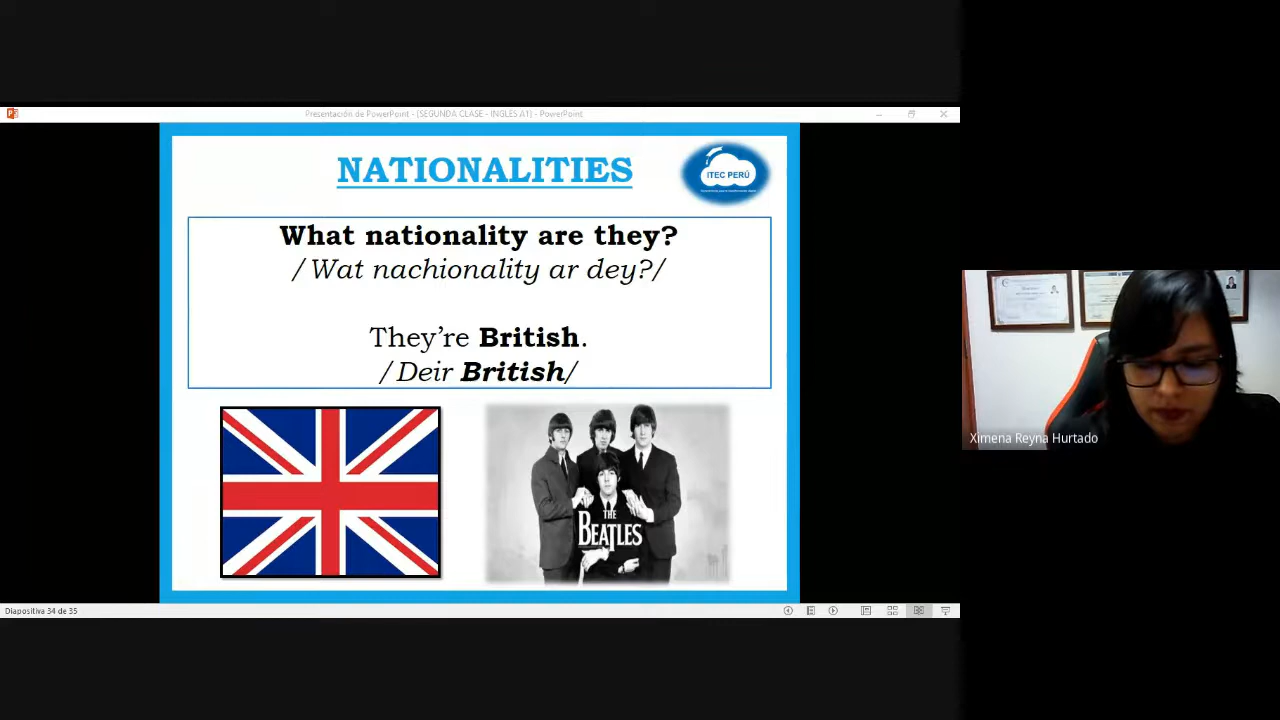 Presentación de PowerPoint - [SEGUNDA CLASE - INGLES A1] - PowerPoint
NATIONALITIES
ITEC PERÚ
What nationality are they?
/Wat nachionality ar dey?/
They’re British.
/Deir British/
THE
BEATLES
Ximena Reyna Hurtado
Diapositiva 34 de 35